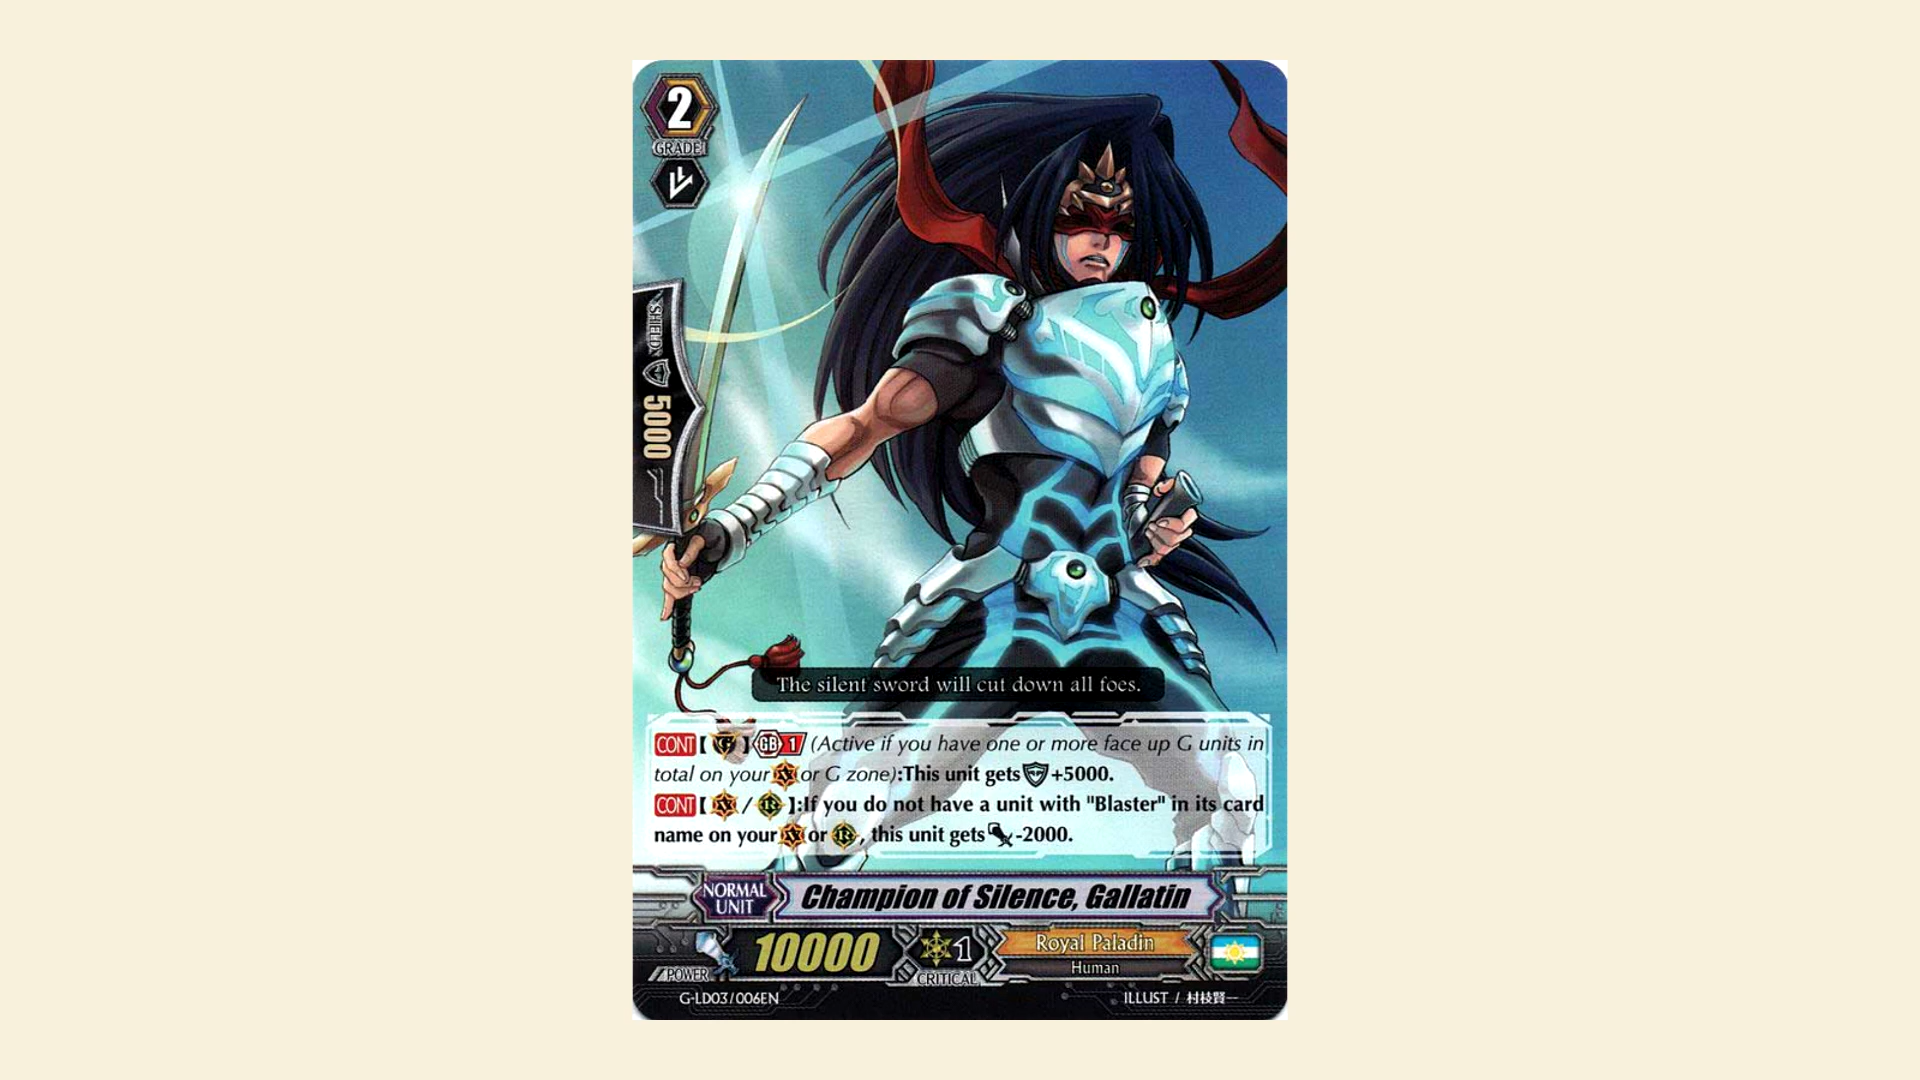 2
GRADE
SHIELD
5000
The silent sword will cut down all foes.
CONT【G】GB 1 (Active if you have one or more face up G units in
total on your V or G zone):This unit gets +5000.
CONT【V/R】:If you do not have a unit with "Blaster" in its card
name on your V or R, this unit gets -2000.
NORMAL
UNIT
Champion of Silence, Gallatin
POWER
10000
1
CRITICAL
Royal Paladin
Human
G-LD03/006EN
ILLUST / 村枝賢一